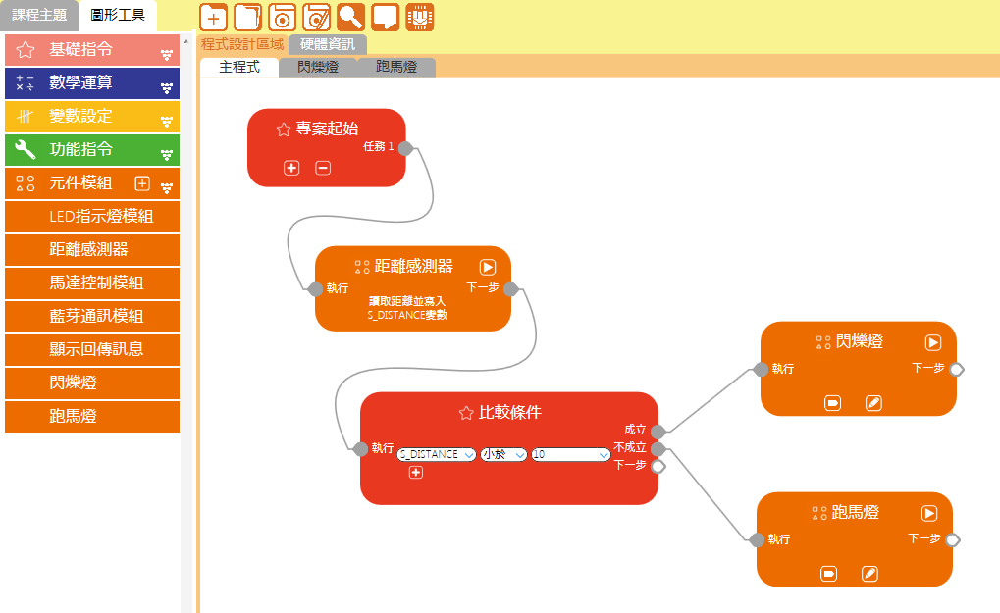 課程主題
圖形工具
基礎指令
數學運算
變數設定
功能指令
元件模組
LED指示燈模組
距離感測器
馬達控制模組
藍芽通訊模組
顯示回傳訊息
閃爍燈
跑馬燈
程式設計區域
硬體資訊
主程式
閃爍燈
跑馬燈
專案起始
任務 1
距離感測器
執行
下一步
讀取距離並寫入
S_DISTANCE變數
比較條件
成立
執行
S_DISTANCE
小於
10
不成立
下一步
閃爍燈
執行
下一步
跑馬燈
執行
下一步